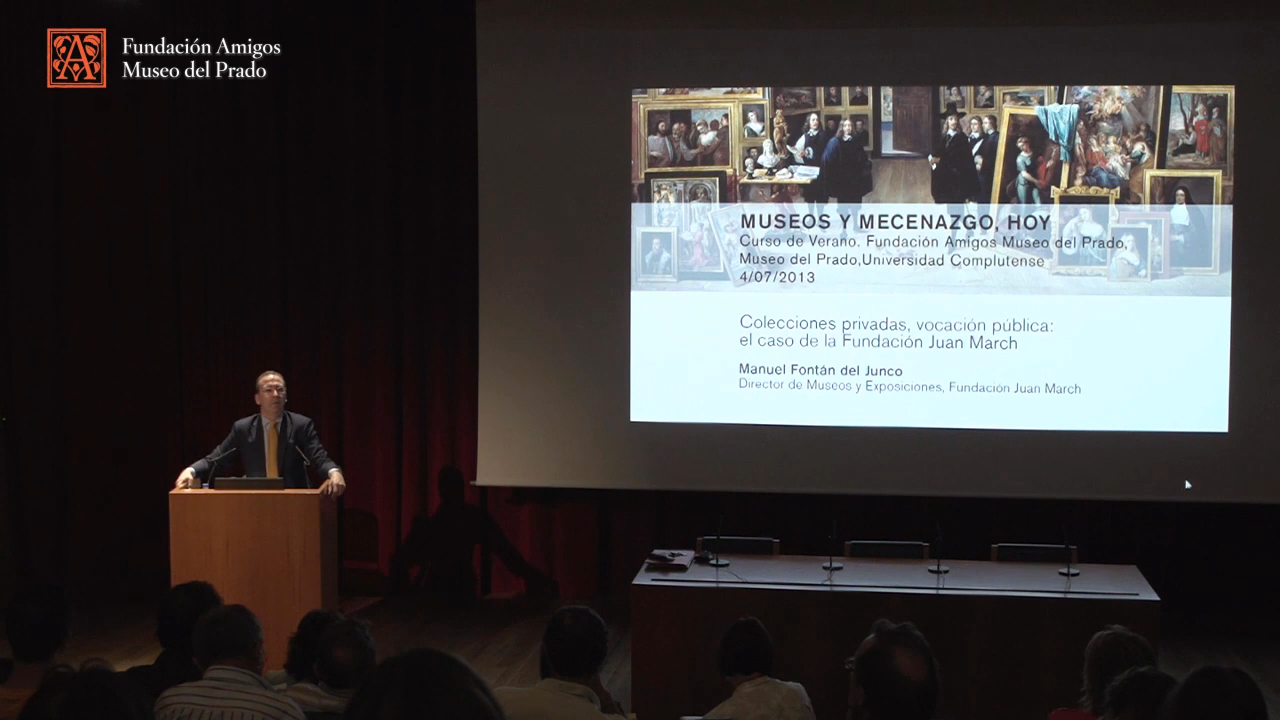 Fundación Amigos
Museo del Prado
MUSEOS Y MECENAZGO, HOY
Curso de Verano. Fundación Amigos Museo del Prado,
Museo del Prado,Universidad Complutense
4/07/2013
Colecciones privadas, vocación pública:
el caso de la Fundación Juan March
Manuel Fontán del Junco
Director de Museos y Exposiciones, Fundación Juan March